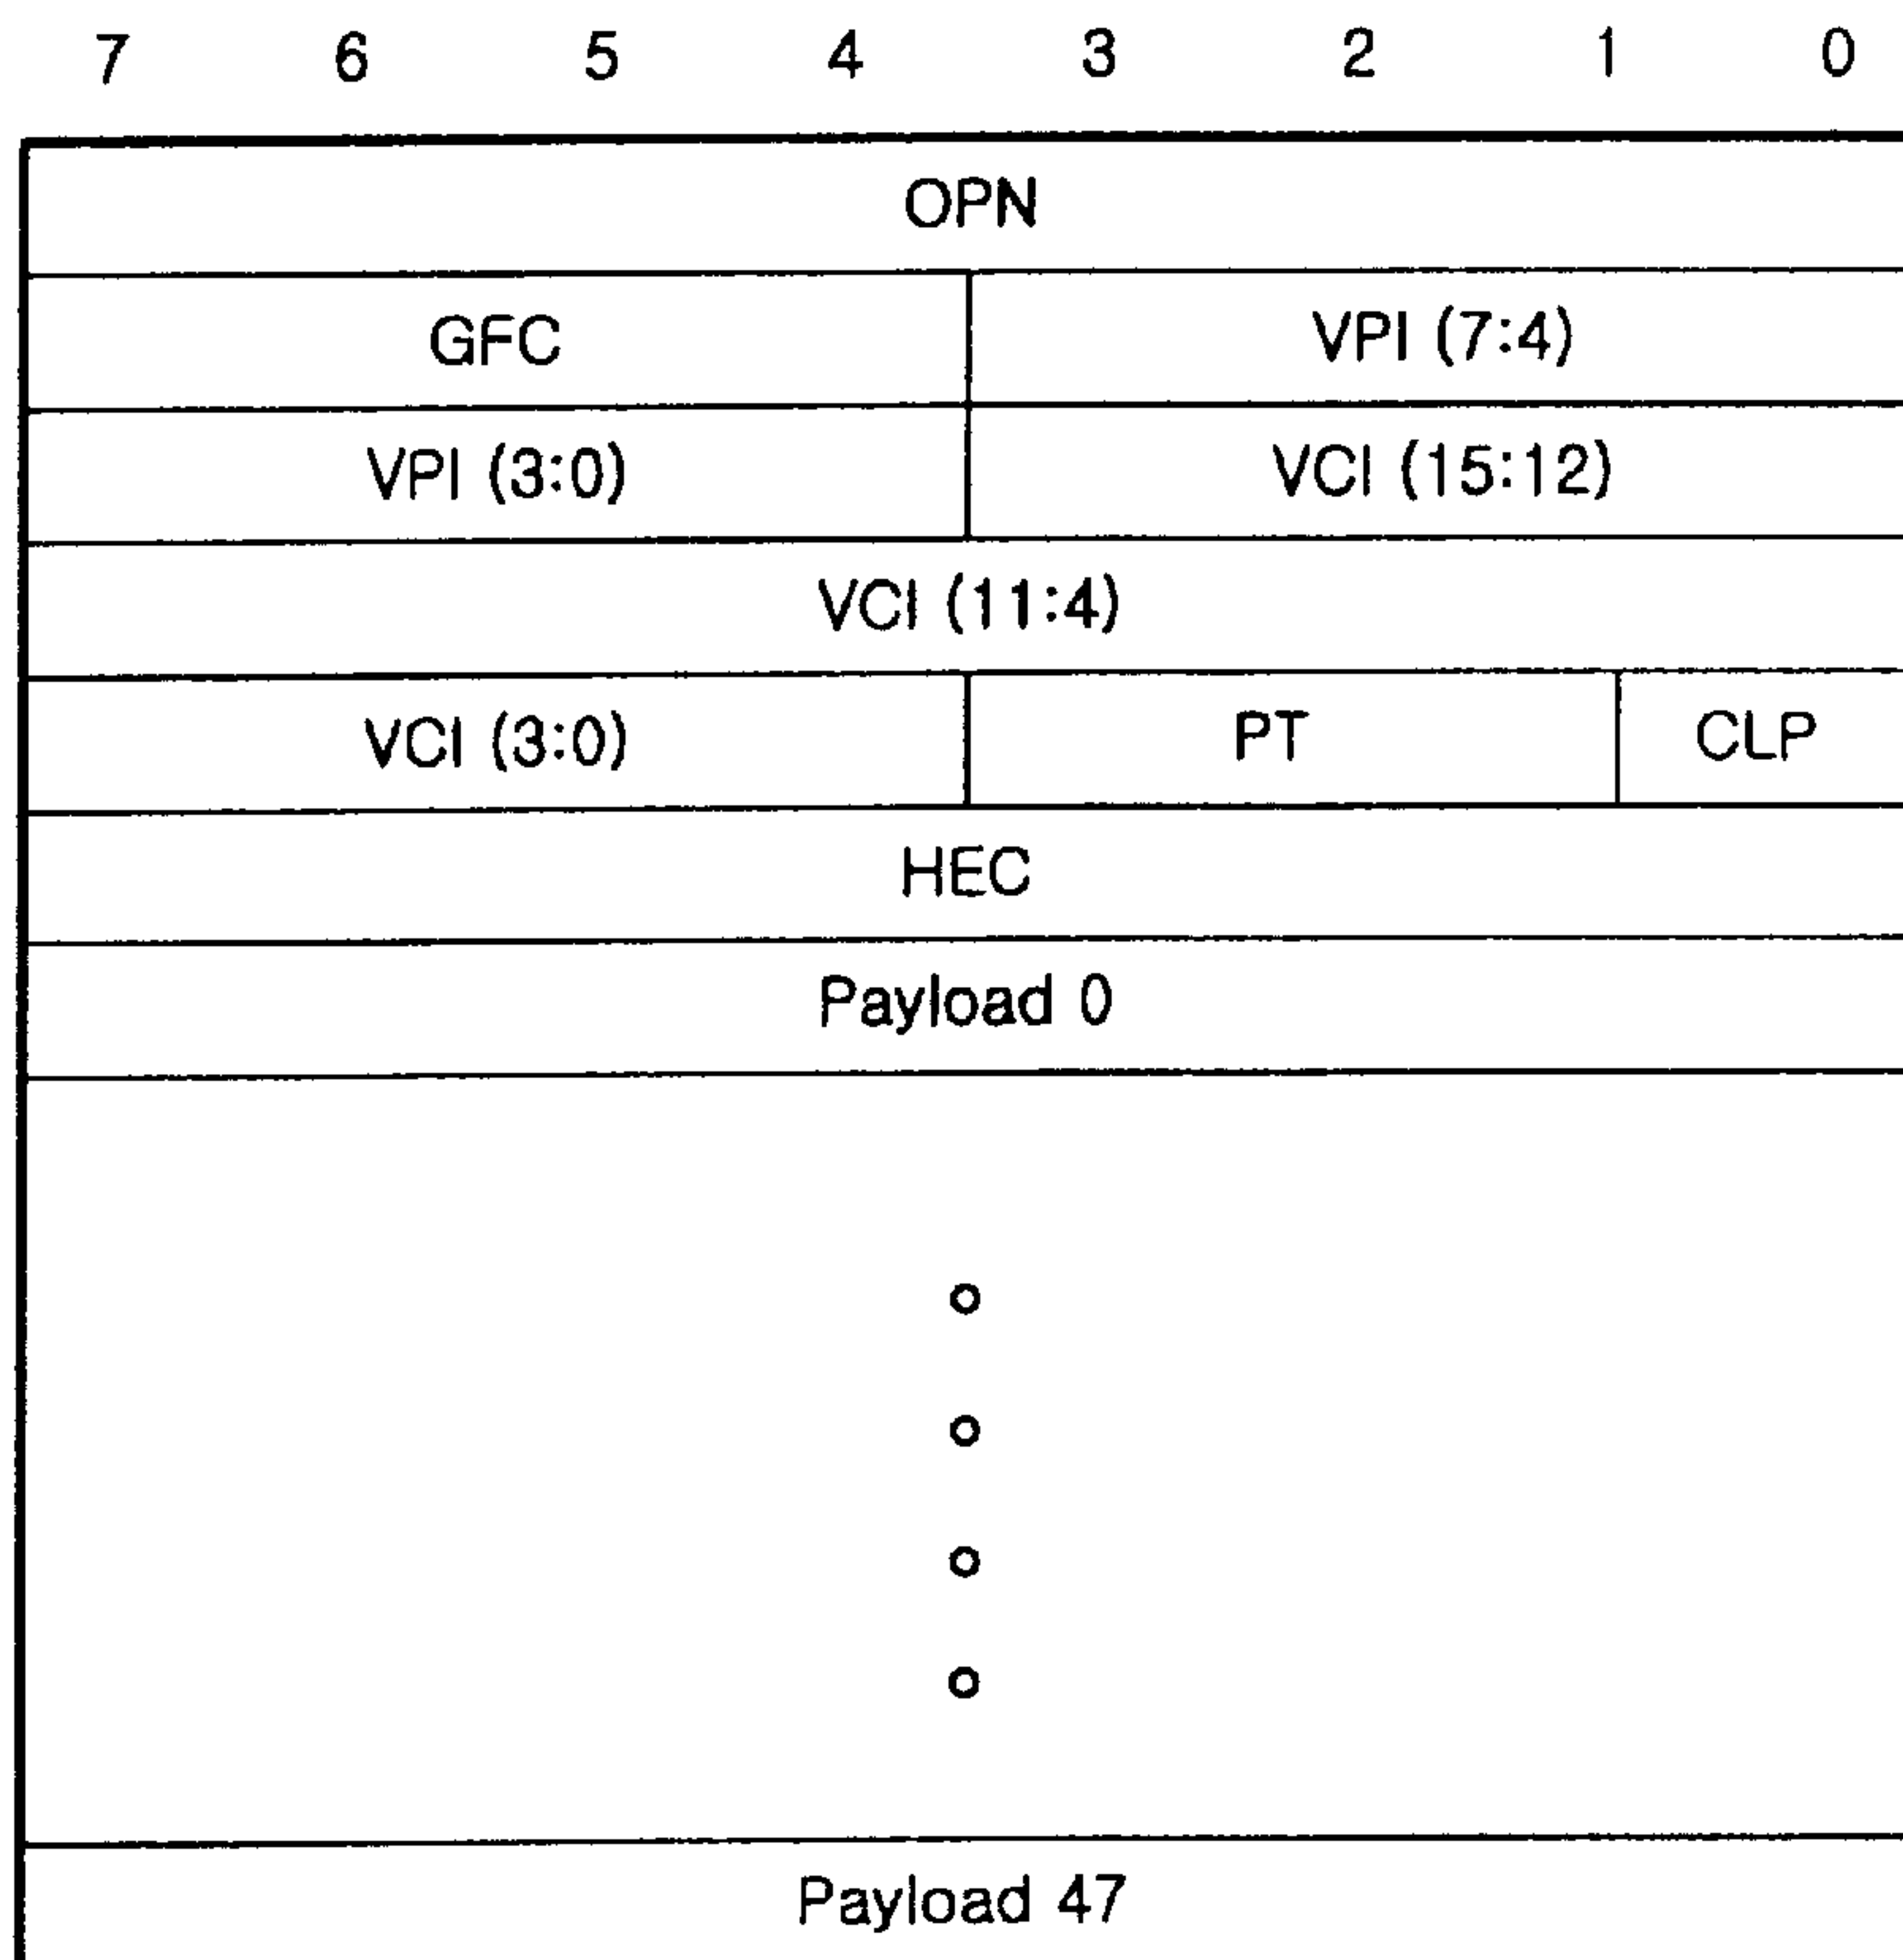 7 6 5 4 3 2 1 0
OPN
GFC VPI (7:4)
VPI (3:0) VCI (15:12)
VCI (11:4)
VCI (3:0) PT CLP
HEC
Payload 0
Payload 47